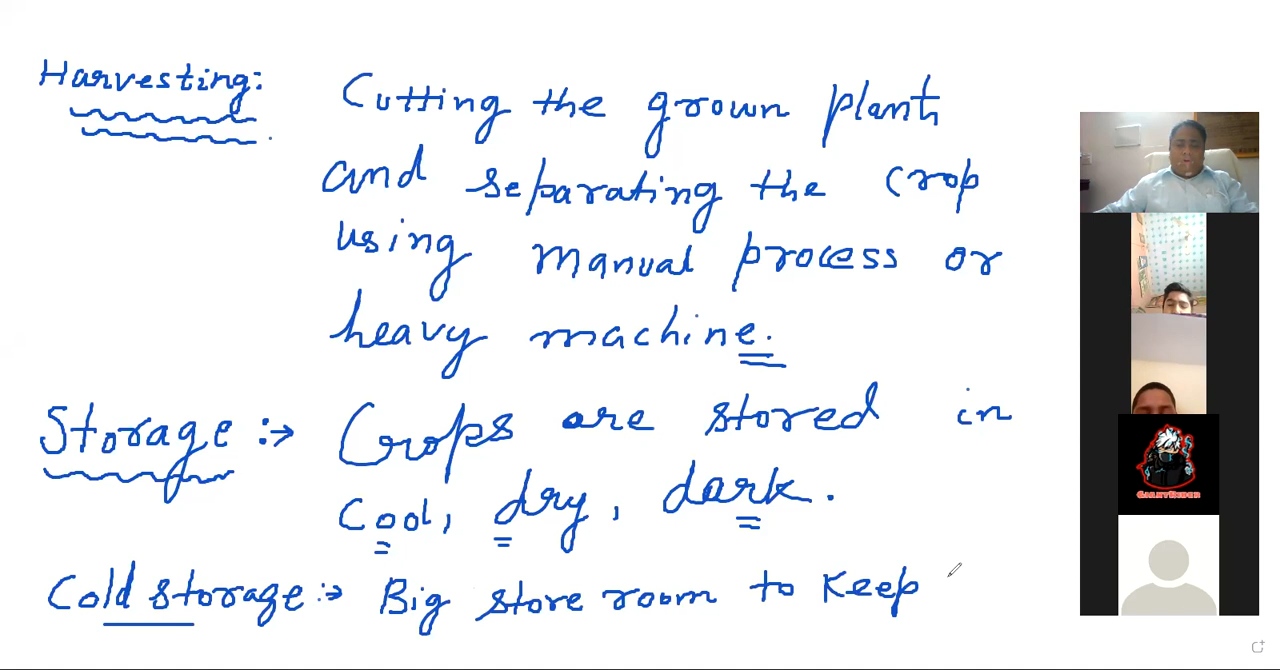 Harvesting: Cutting the grown plant,
and separating the crop
using manual process or
heavy machine.
Storage :→ Crops are stored in
cool, dry, dark.
Cold storage :→ Big store room to keep